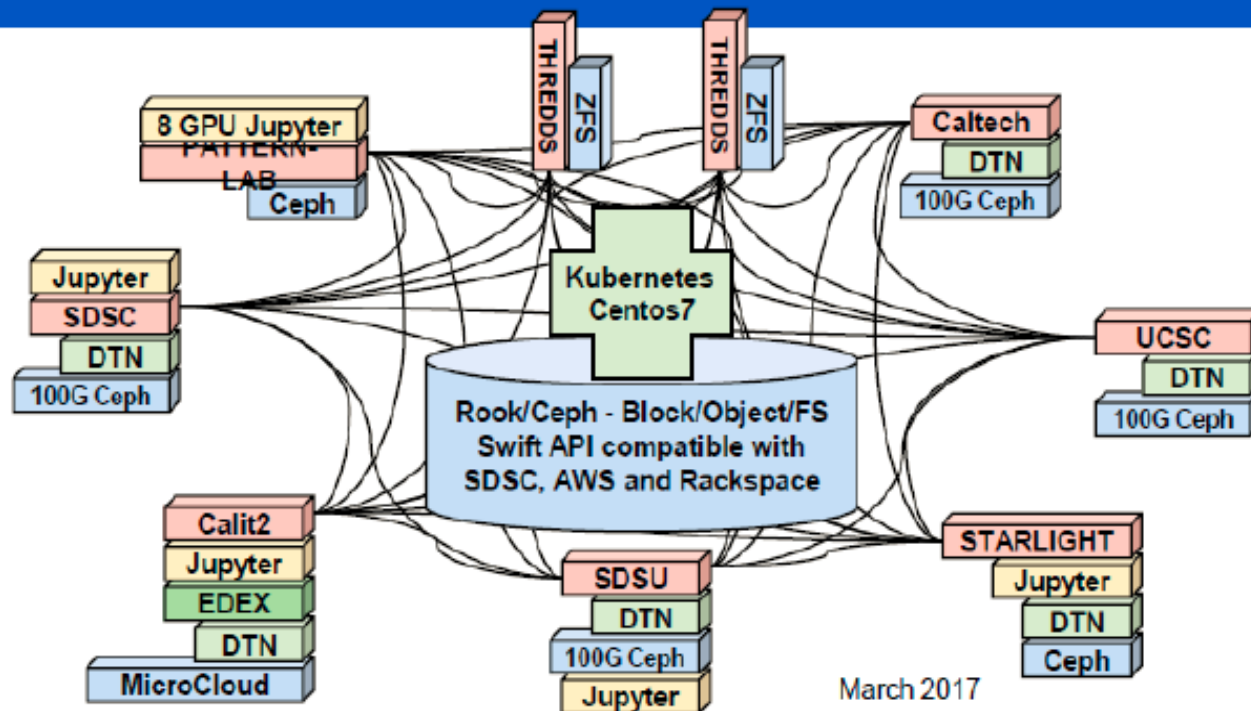 THREDDS
ZFS
THREDDS
ZFS
8 GPU Jupyter
PATTERN-
LAB
Ceph
Caltech
DTN
100G Ceph
Jupyter
SDSC
DTN
100G Ceph
Kubernetes
Centos7
UCSC
DTN
100G Ceph
Rook/Ceph - Block/Object/FS
Swift API compatible with
SDSC, AWS and Rackspace
Calit2
Jupyter
EDEX
DTN
MicroCloud
SDSU
DTN
100G Ceph
Jupyter
STARLIGHT
Jupyter
DTN
Ceph
March 2017